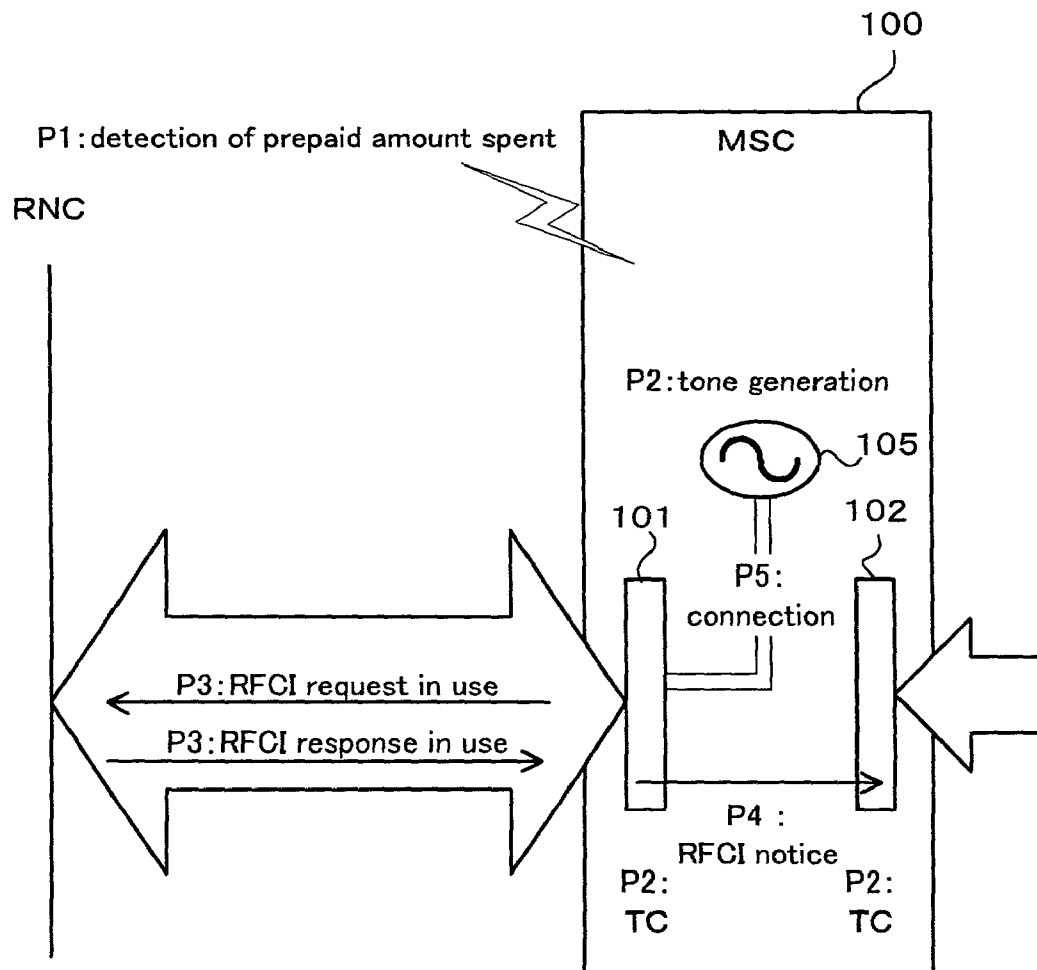 100
P1:detection of prepaid amount spent
MSC
RNC
P2:tone generation
105
101
102
P5:
connection
P3:RFCI request in use
P3:RFCI response in use
P4 :
RFCI notice
P2:
TC
P2:
TC